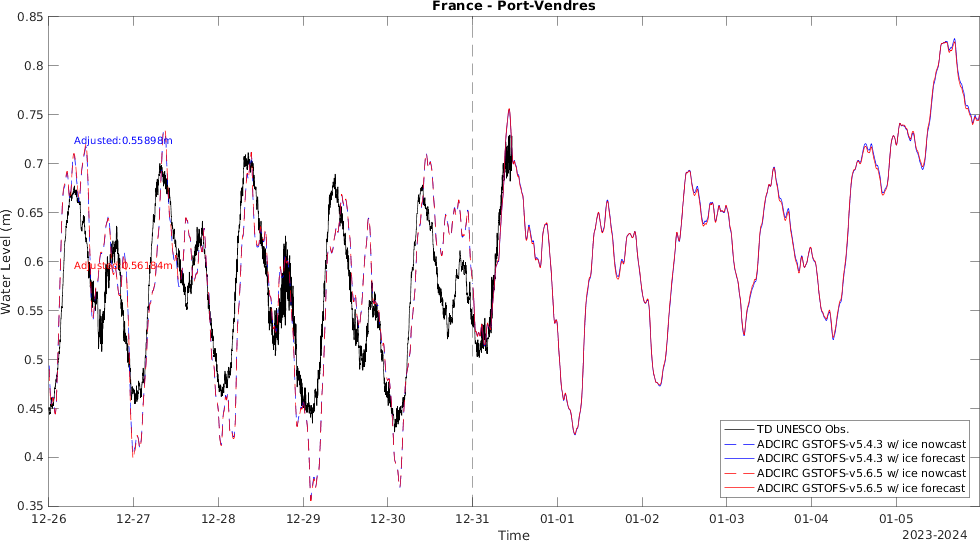 France - Port-Vendres
Water Level (m)
0.85
0.8
0.75
0.7
0.65
0.6
0.55
0.5
0.45
0.4
0.35
Adjusted:0.55898m
Adjusted:0.56184m
TD UNESCO Obs.
ADCIRC GSTOFS-v5.4.3 w/ ice nowcast
ADCIRC GSTOFS-v5.4.3 w/ ice forecast
ADCIRC GSTOFS-v5.6.5 w/ ice nowcast
ADCIRC GSTOFS-v5.6.5 w/ ice forecast
12-26 12-27 12-28 12-29 12-30 12-31 01-01 01-02 01-03 01-04 01-05
Time
2023-2024